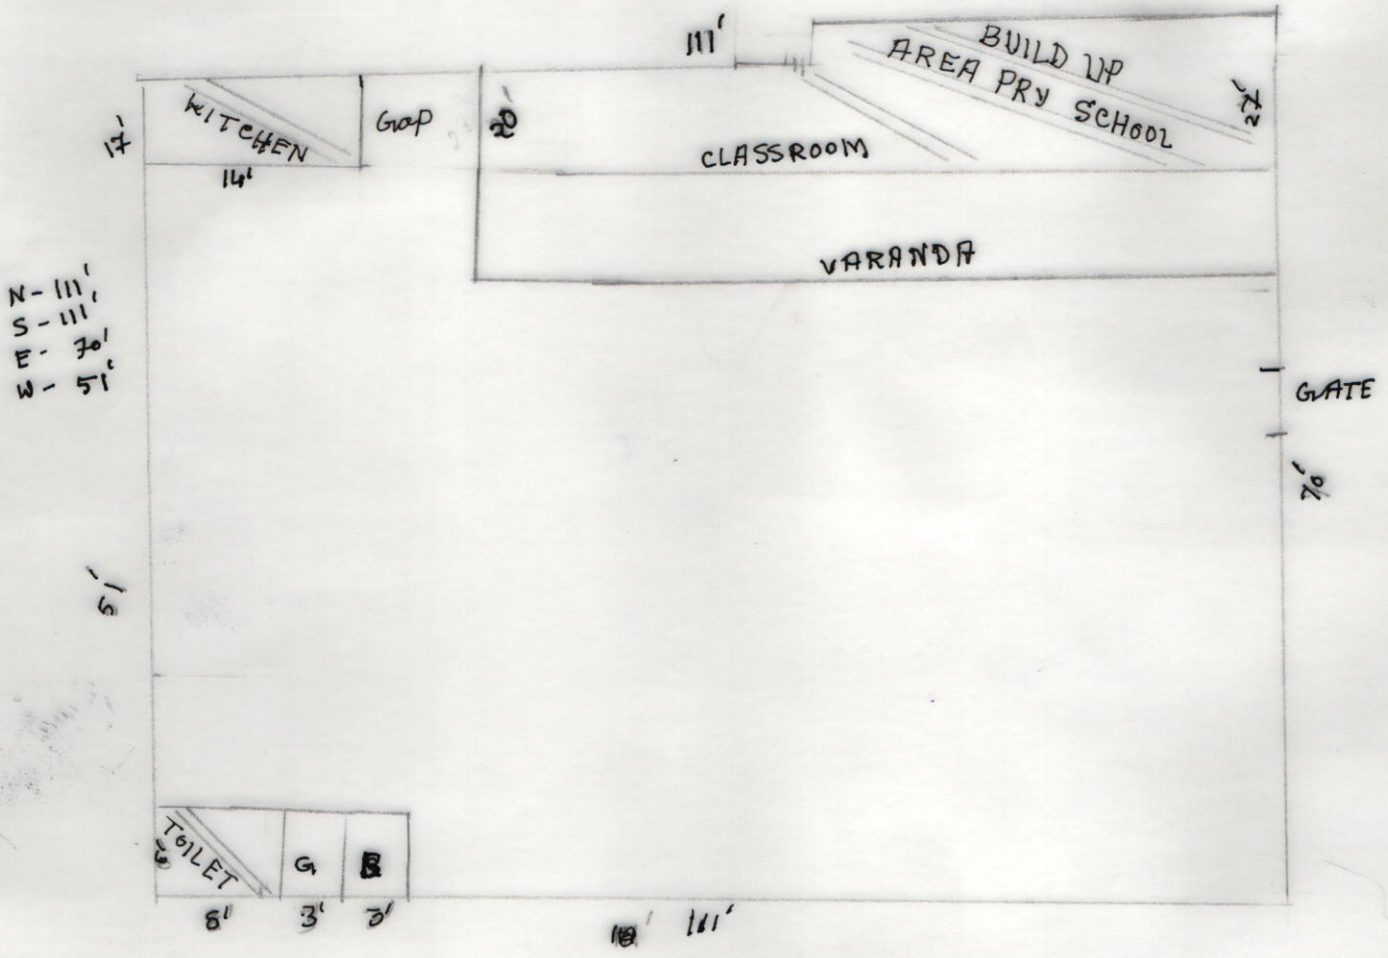 111'
BUILD UP
AREA PRY SCHOOL
27'
17'
KITCHEN
Gap
20'
CLASSROOM
14'
VARANDA
N - 111'
S - 111'
E - 70'
W - 51'
GATE
70'
51'
TOILET
6'
G
B
8'
3'
3'
111'